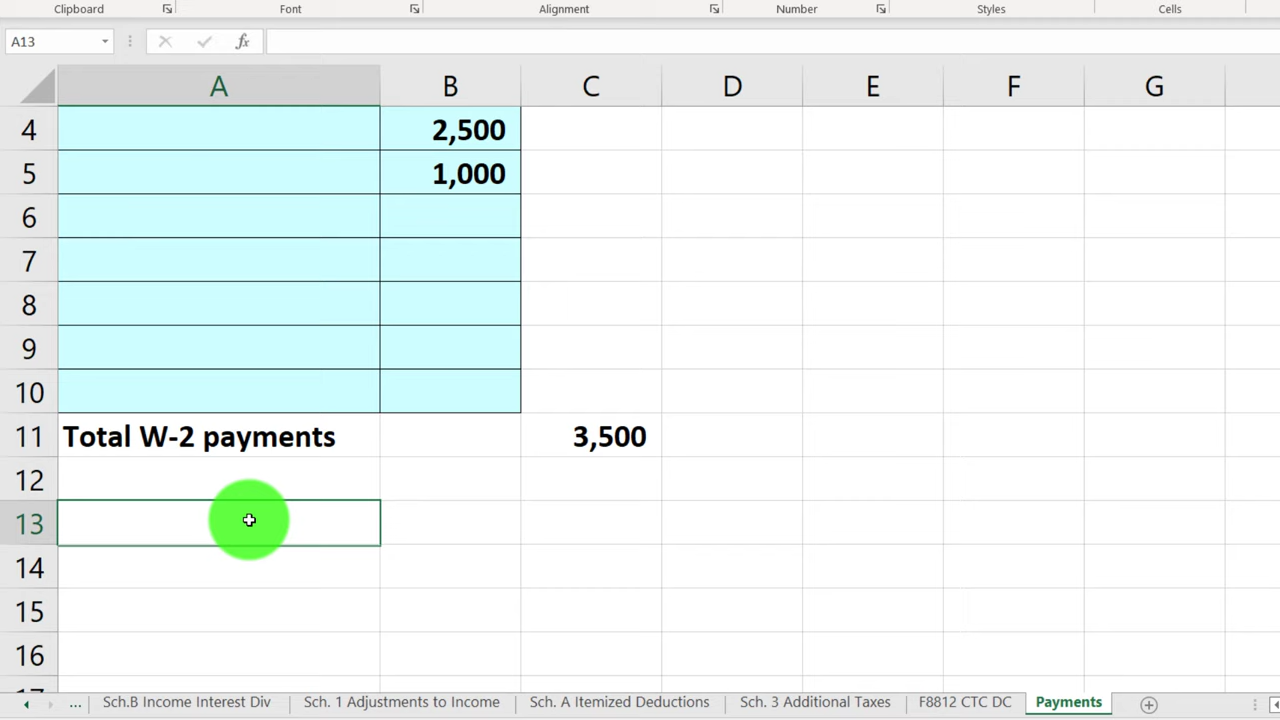 Clipboard Font Alignment Number Styles Cells
A13 fx
A B C D E F G
4 2,500
5 1,000
6
7
8
9
10
11 Total W-2 payments 3,500
12
13
14
15
16
17
... Sch.B Income Interest Div Sch. 1 Adjustments to Income Sch. A Itemized Deductions Sch. 3 Additional Taxes F8812 CTC DC Payments